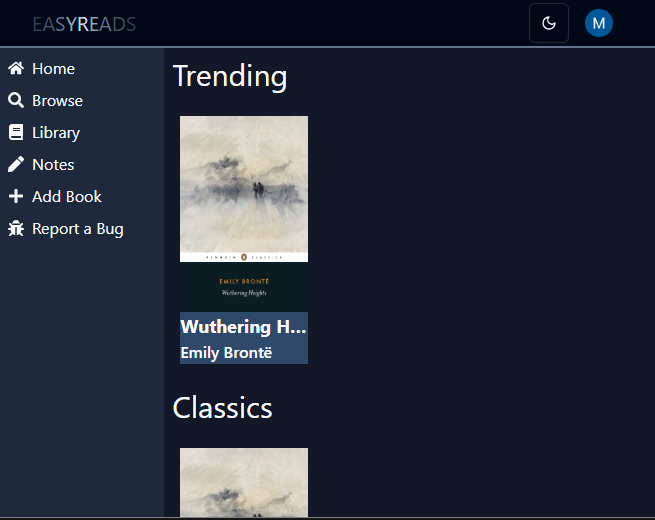 EASYREADS
M
Home
Browse
Library
Notes
Add Book
Report a Bug
Trending
PENGUIN CLASSICS
EMILY BRONTË
Wuthering Heights
Wuthering H...
Emily Brontë
Classics